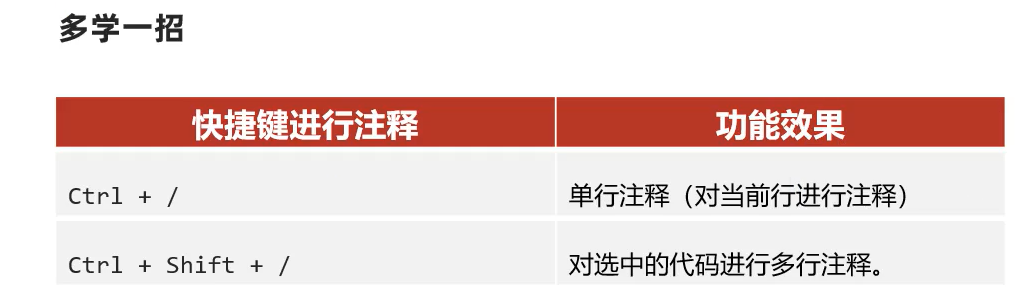 多学一招
快捷键进行注释 功能效果
Ctrl + / 单行注释（对当前行进行注释）
Ctrl + Shift + / 对选中的代码进行多行注释。